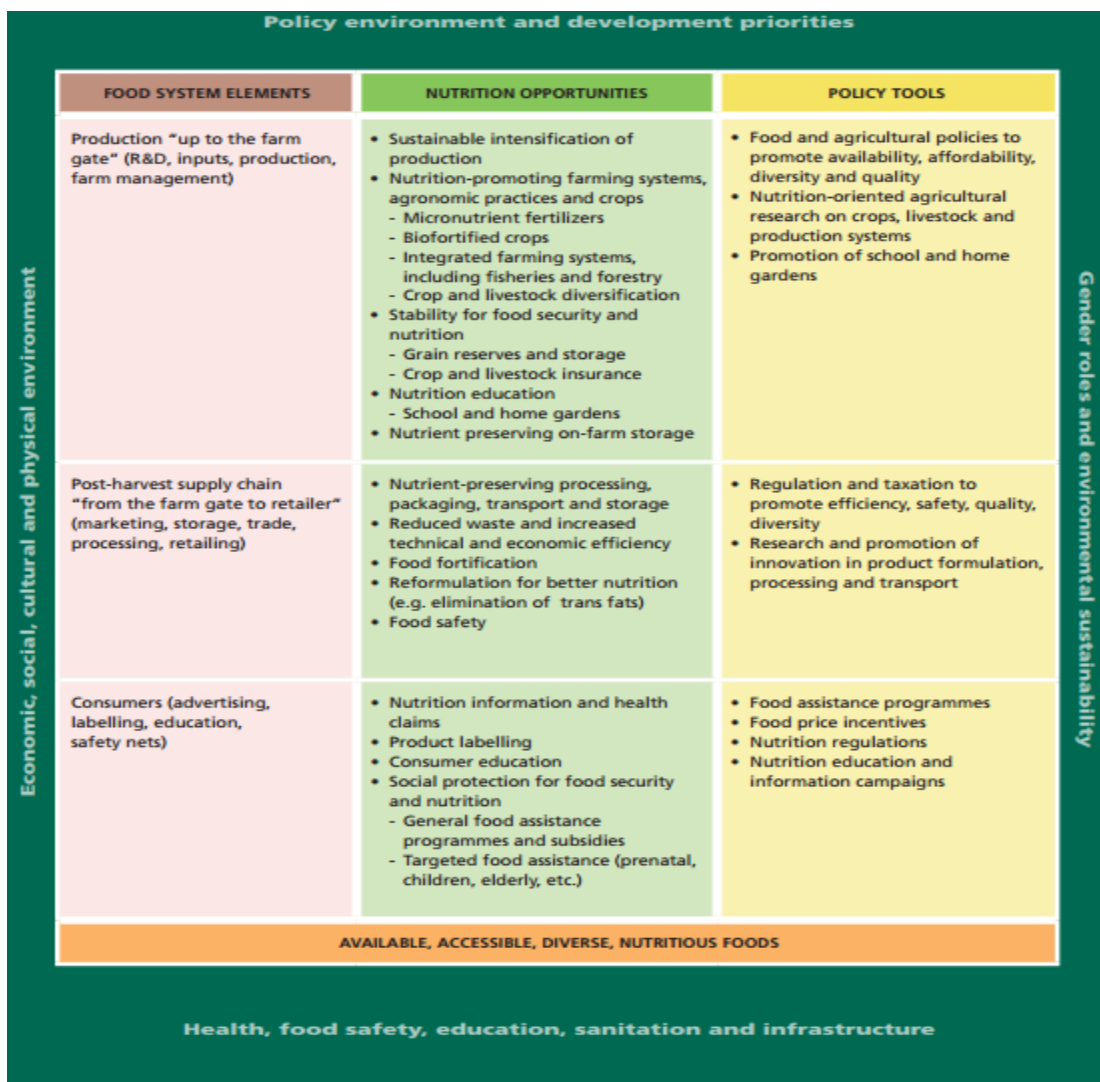 Policy environment and development priorities
Economic, social, cultural and physical environment
FOOD SYSTEM ELEMENTS
NUTRITION OPPORTUNITIES
POLICY TOOLS
Production “up to the farm
gate” (R&D, inputs, production,
farm management)
• Sustainable intensification of
production
• Nutrition-promoting farming systems,
agronomic practices and crops
- Micronutrient fertilizers
- Biofortified crops
- Integrated farming systems,
including fisheries and forestry
- Crop and livestock diversification
• Stability for food security and
nutrition
- Grain reserves and storage
- Crop and livestock insurance
• Nutrition education
- School and home gardens
• Nutrient preserving on-farm storage
• Food and agricultural policies to
promote availability, affordability,
diversity and quality
• Nutrition-oriented agricultural
research on crops, livestock and
production systems
• Promotion of school and home
gardens
Post-harvest supply chain
“from the farm gate to retailer”
(marketing, storage, trade,
processing, retailing)
• Nutrient-preserving processing,
packaging, transport and storage
• Reduced waste and increased
technical and economic efficiency
• Food fortification
• Reformulation for better nutrition
(e.g. elimination of trans fats)
• Food safety
• Regulation and taxation to
promote efficiency, safety, quality,
diversity
• Research and promotion of
innovation in product formulation,
processing and transport
Consumers (advertising,
labelling, education,
safety nets)
• Nutrition information and health
claims
• Product labelling
• Consumer education
• Social protection for food security
and nutrition
- General food assistance
programmes and subsidies
- Targeted food assistance (prenatal,
children, elderly, etc.)
• Food assistance programmes
• Food price incentives
• Nutrition regulations
• Nutrition education and
information campaigns
AVAILABLE, ACCESSIBLE, DIVERSE, NUTRITIOUS FOODS
Gender roles and environmental sustainability
Health, food safety, education, sanitation and infrastructure